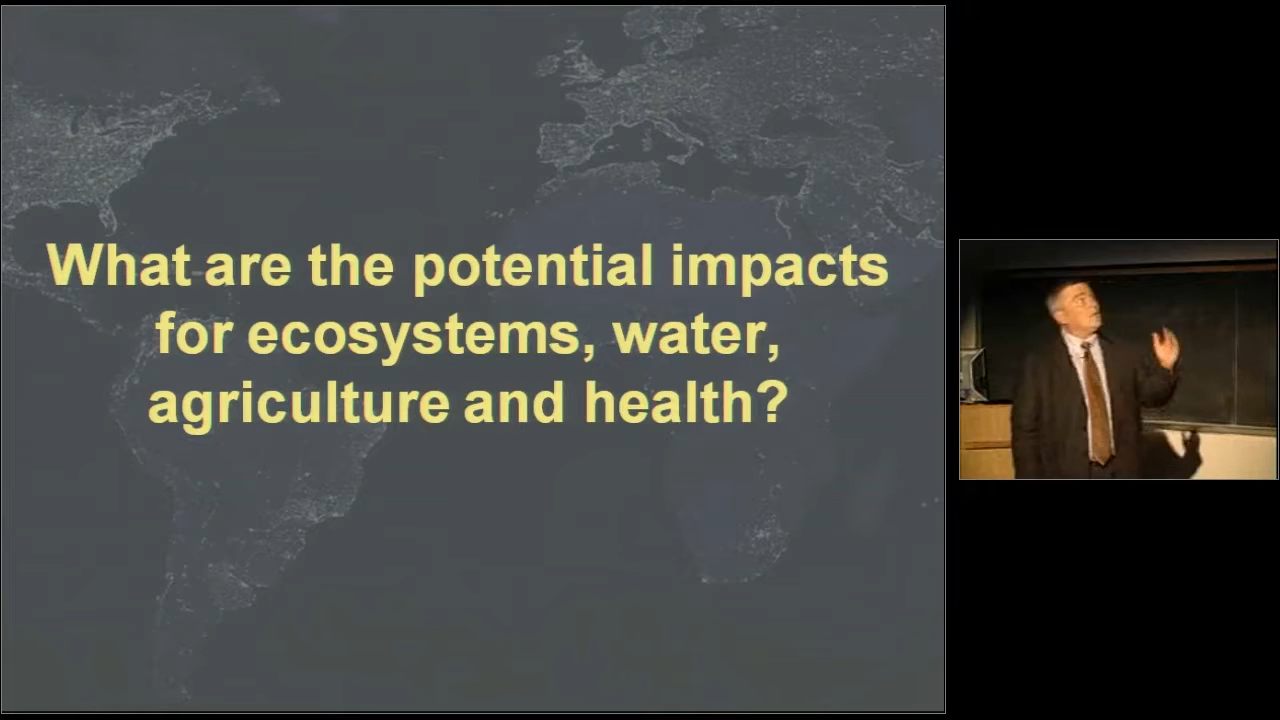 What are the potential impacts
for ecosystems, water,
agriculture and health?